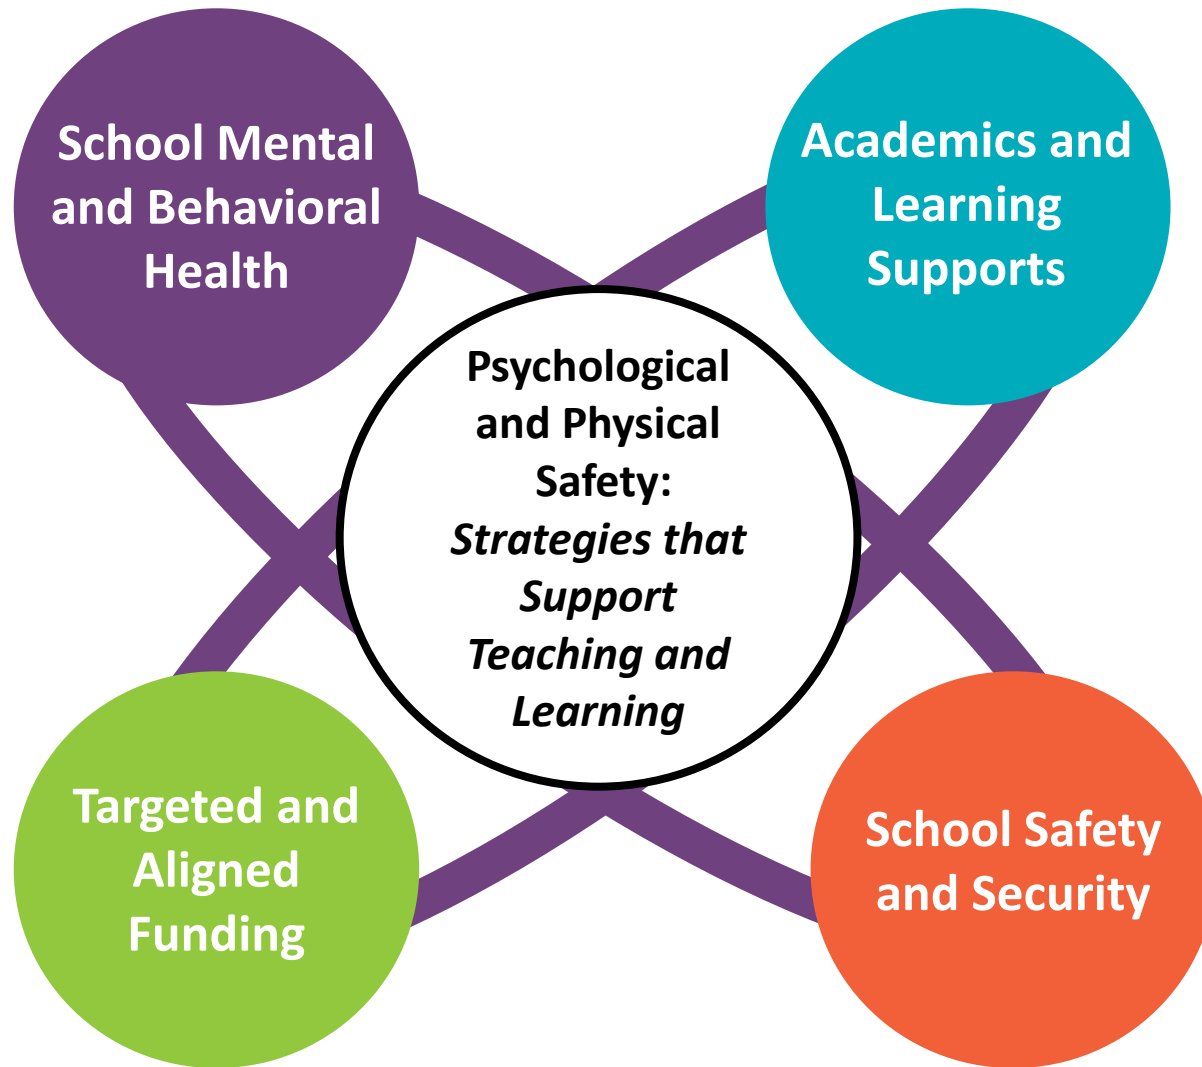 School Mental
and Behavioral
Health
Academics and
Learning
Supports
Psychological
and Physical
Safety:
Strategies that
Support
Teaching and
Learning
Targeted and
Aligned
Funding
School Safety
and Security